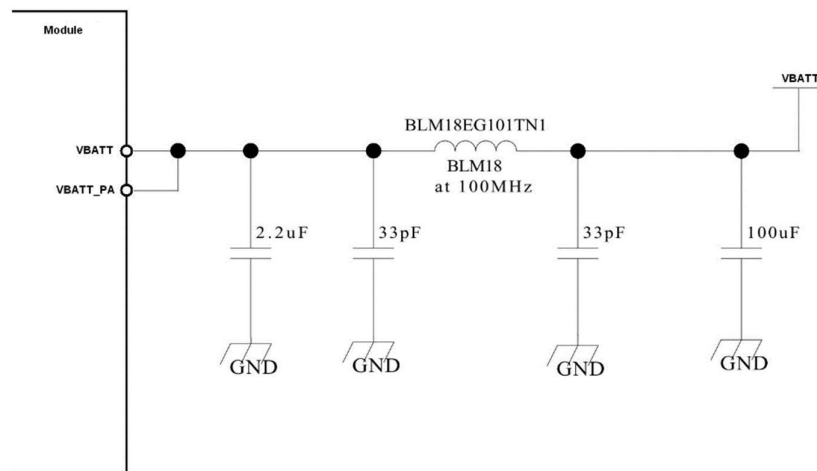 Module
VBATT
BLM18EG101TN1
VBATT
BLM18
at 100MHz
VBATT_PA
2.2uF
33pF
33pF
100uF
GND
GND
GND
GND